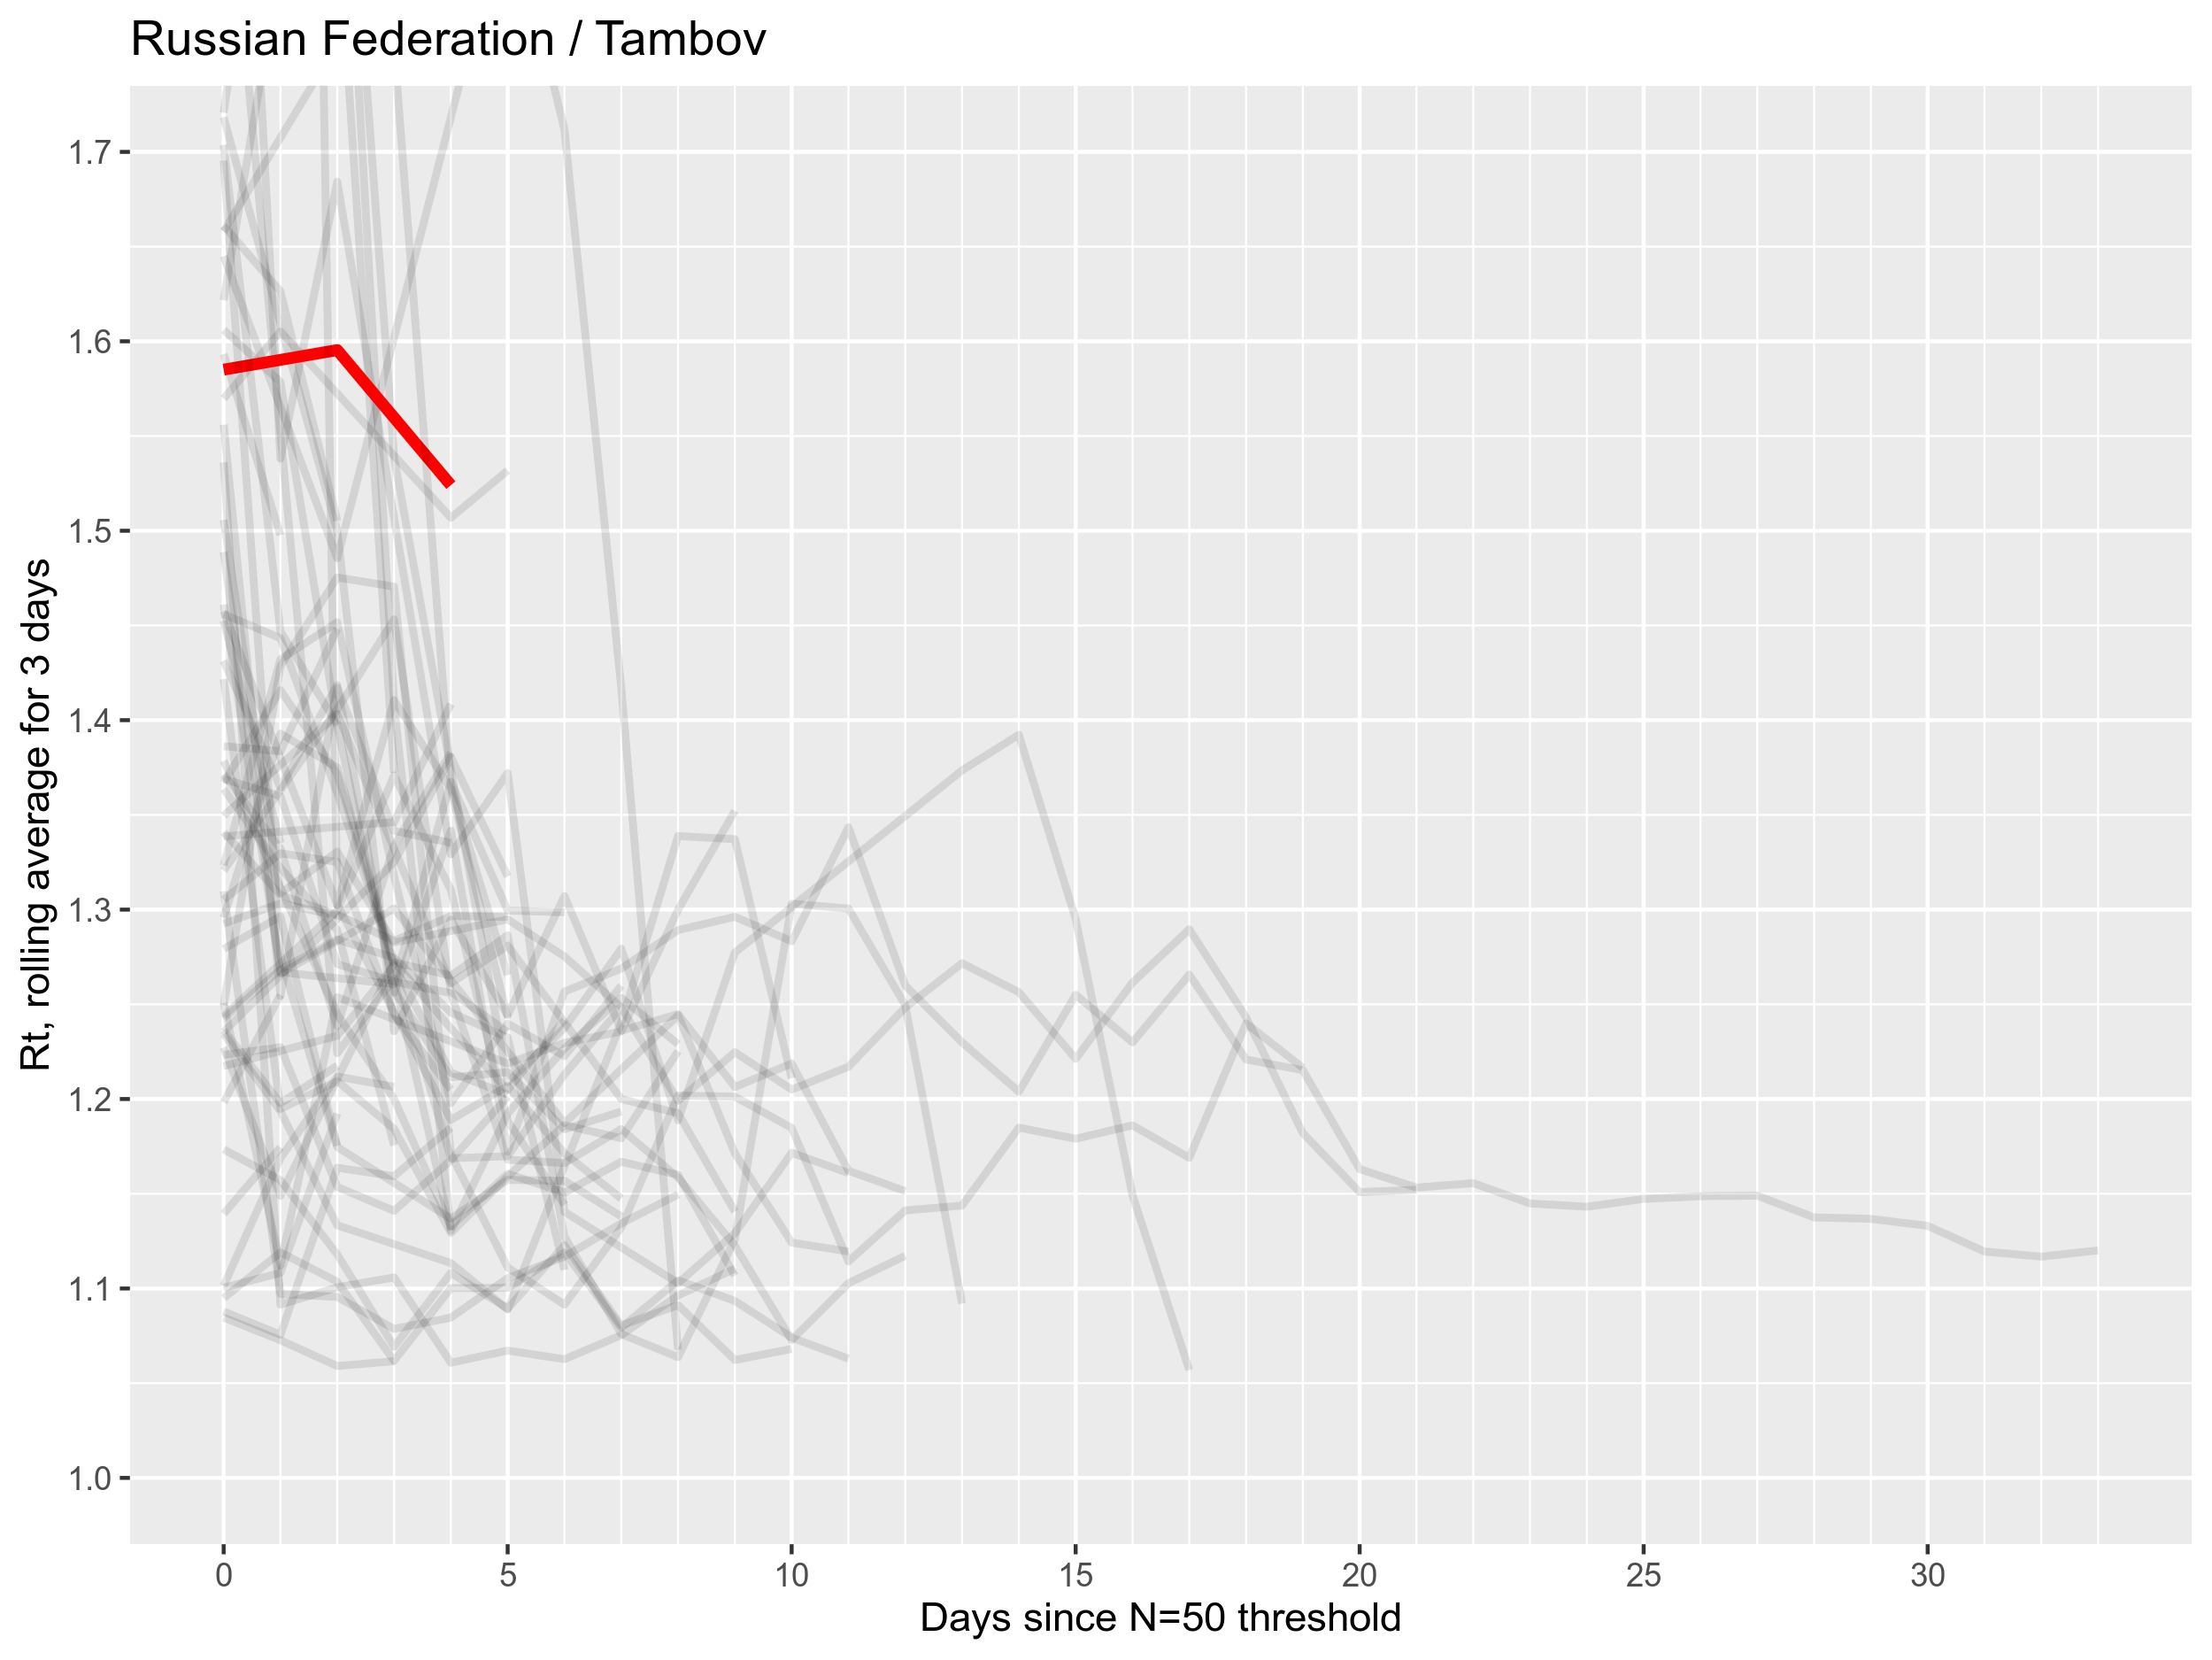 Russian Federation / Tambov
Rt, rolling average for 3 days
1.7
1.6
1.5
1.4
1.3
1.2
1.1
1.0
0 5 10 15 20 25 30
Days since N=50 threshold